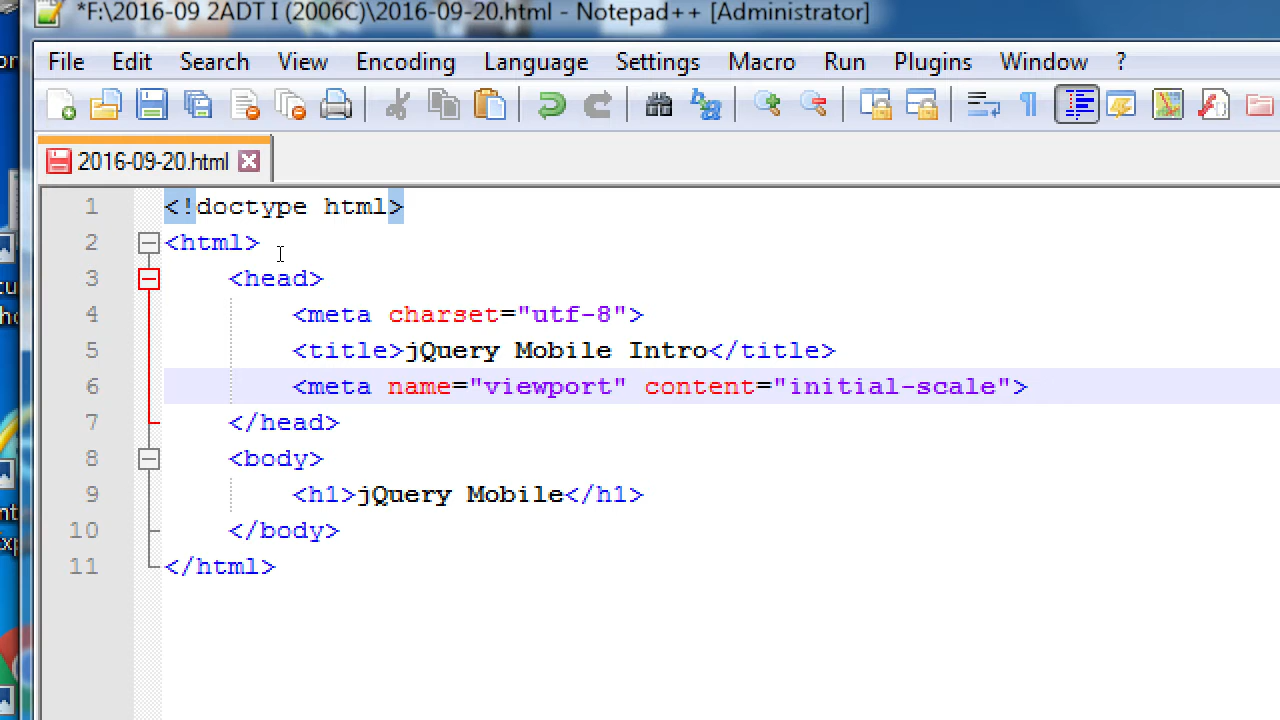 *F:\2016-09 2ADT I (2006C)\2016-09-20.html - Notepad++ [Administrator]
File Edit Search View Encoding Language Settings Macro Run Plugins Window ?
2016-09-20.html
1 <!doctype html>
2 <html>
3 <head>
4 <meta charset="utf-8">
5 <title>jQuery Mobile Intro</title>
6 <meta name="viewport" content="initial-scale">
7 </head>
8 <body>
9 <h1>jQuery Mobile</h1>
10 </body>
11 </html>